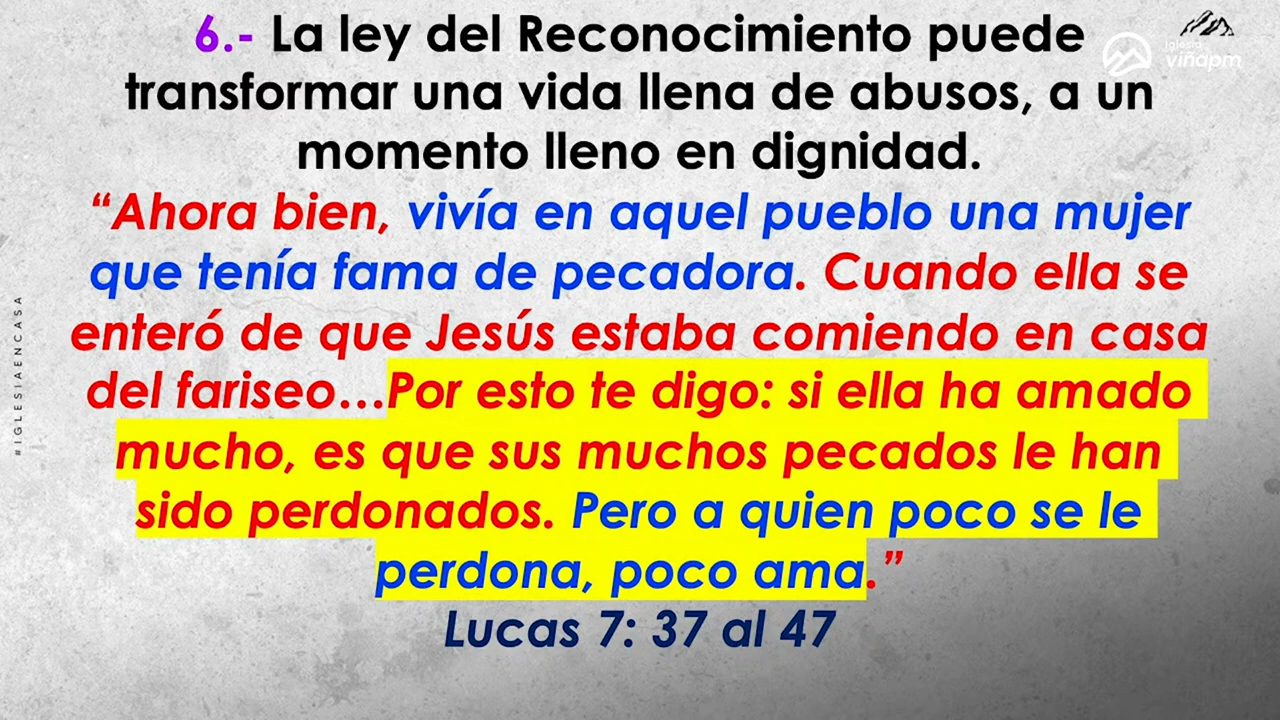 6.- La ley del Reconocimiento puede
transformar una vida llena de abusos, a un
momento lleno en dignidad.
“Ahora bien, vivía en aquel pueblo una mujer
que tenía fama de pecadora. Cuando ella se
enteró de que Jesús estaba comiendo en casa
del fariseo…Por esto te digo: si ella ha amado
mucho, es que sus muchos pecados le han
sido perdonados. Pero a quien poco se le
perdona, poco ama.”
Lucas 7: 37 al 47
Iglesia
viñapm
#IGLESIAENCASA